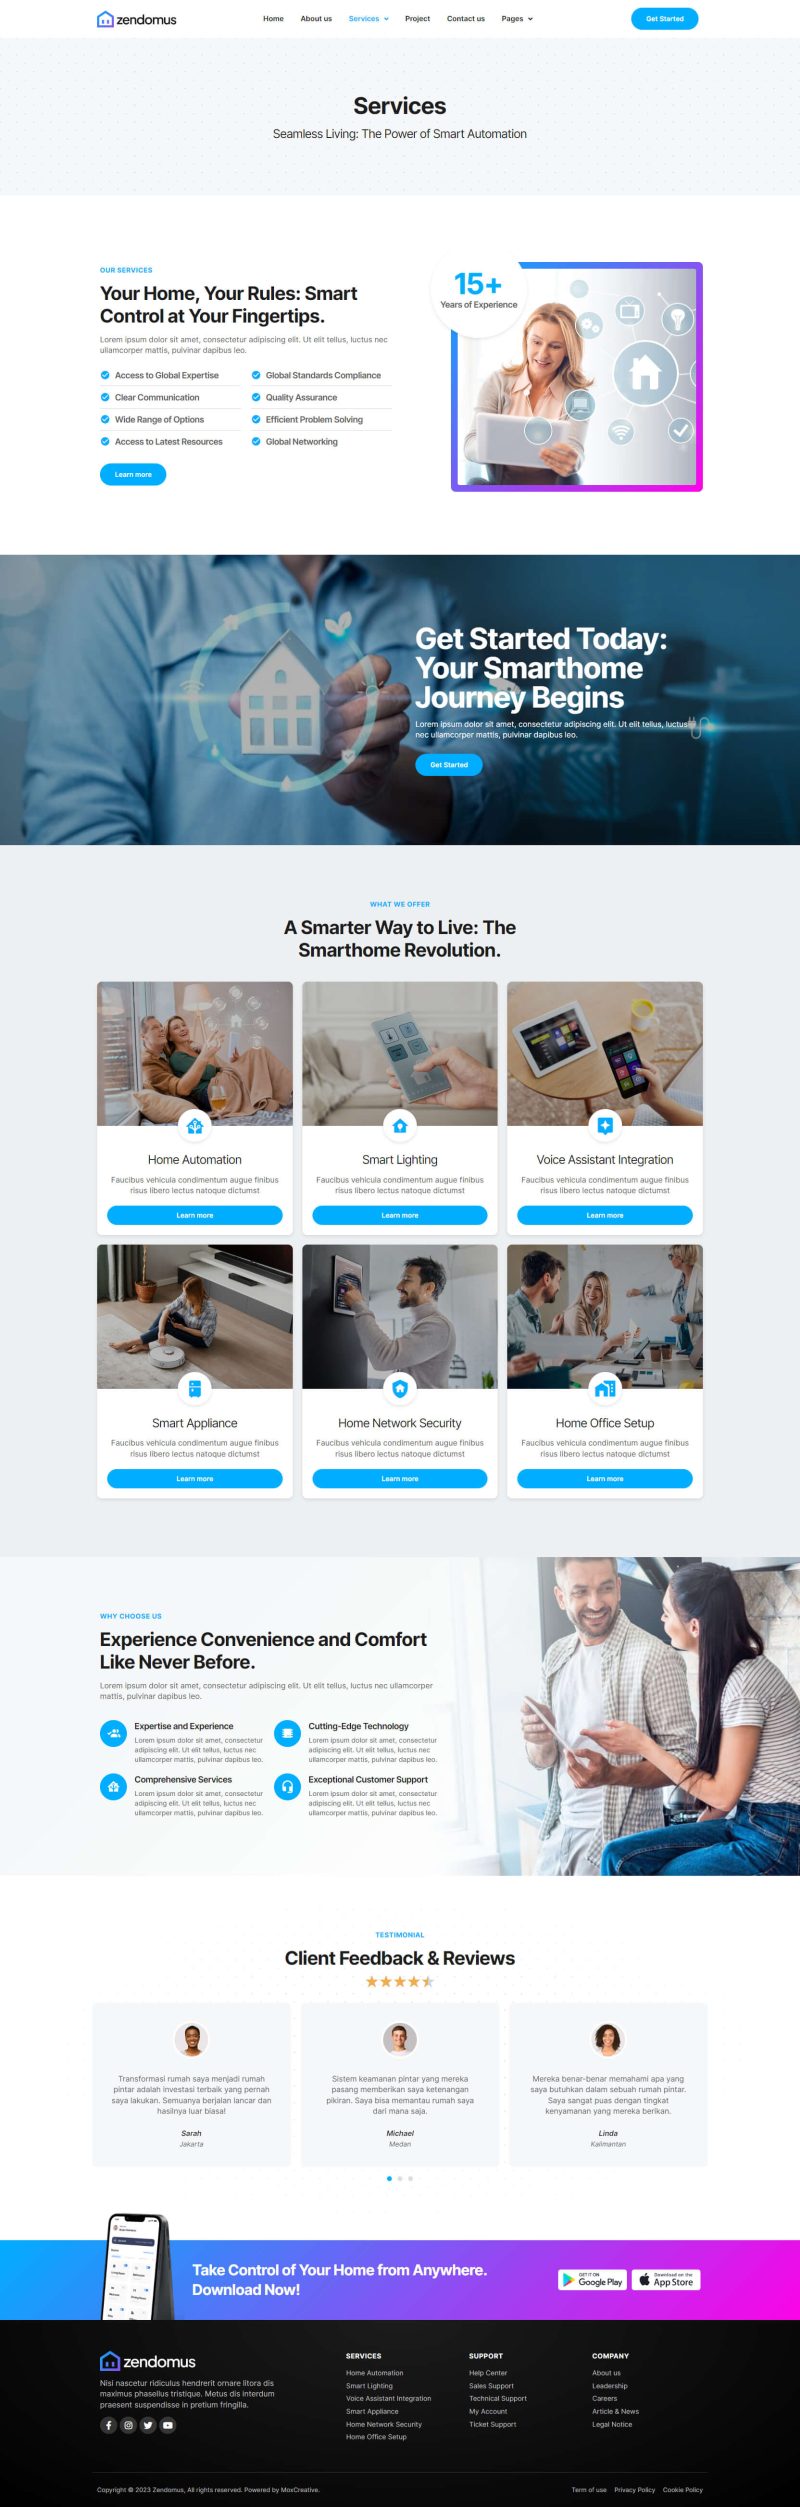 zendomus
Home About us Services Project Contact us Pages
Get Started
Services
Seamless Living: The Power of Smart Automation
OUR SERVICES
Your Home, Your Rules: Smart
Control at Your Fingertips.
Lorem ipsum dolor sit amet, consectetur adipiscing elit. Ut elit tellus, luctus nec
ullamcorper mattis, pulvinar dapibus leo.
Access to Global Expertise
Global Standards Compliance
Clear Communication
Quality Assurance
Wide Range of Options
Efficient Problem Solving
Access to Latest Resources
Global Networking
Learn more
15+
Years of Experience
Get Started Today:
Your Smarthome
Journey Begins
Lorem ipsum dolor sit amet, consectetur adipiscing elit. Ut elit tellus, luctus
nec ullamcorper mattis, pulvinar dapibus leo.
Get Started
WHAT WE OFFER
A Smarter Way to Live: The
Smarthome Revolution.
Home Automation
Faucibus vehicula condimentum augue finibus
risus libero lectus natoque dictumst
Learn more
Smart Lighting
Faucibus vehicula condimentum augue finibus
risus libero lectus natoque dictumst
Learn more
Voice Assistant Integration
Faucibus vehicula condimentum augue finibus
risus libero lectus natoque dictumst
Learn more
Smart Appliance
Faucibus vehicula condimentum augue finibus
risus libero lectus natoque dictumst
Learn more
Home Network Security
Faucibus vehicula condimentum augue finibus
risus libero lectus natoque dictumst
Learn more
Home Office Setup
Faucibus vehicula condimentum augue finibus
risus libero lectus natoque dictumst
Learn more
WHY CHOOSE US
Experience Convenience and Comfort
Like Never Before.
Lorem ipsum dolor sit amet, consectetur adipiscing elit. Ut elit tellus, luctus nec ullamcorper
mattis, pulvinar dapibus leo.
Expertise and Experience
Lorem ipsum dolor sit amet, consectetur
adipiscing elit. Ut elit tellus, luctus nec
ullamcorper mattis, pulvinar dapibus leo.
Cutting-Edge Technology
Lorem ipsum dolor sit amet, consectetur
adipiscing elit. Ut elit tellus, luctus nec
ullamcorper mattis, pulvinar dapibus leo.
Comprehensive Services
Lorem ipsum dolor sit amet, consectetur
adipiscing elit. Ut elit tellus, luctus nec
ullamcorper mattis, pulvinar dapibus leo.
Exceptional Customer Support
Lorem ipsum dolor sit amet, consectetur
adipiscing elit. Ut elit tellus, luctus nec
ullamcorper mattis, pulvinar dapibus leo.
TESTIMONIAL
Client Feedback & Reviews
Transformasi rumah saya menjadi rumah
pintar adalah investasi terbaik yang pernah
saya lakukan. Semuanya berjalan lancar dan
hasilnya luar biasa!
Sarah
Jakarta
Sistem keamanan pintar yang mereka
pasang memberikan saya ketenangan
pikiran. Saya bisa memantau rumah saya
dari mana saja.
Michael
Medan
Mereka benar-benar memahami apa yang
saya butuhkan dalam sebuah rumah pintar.
Saya sangat puas dengan tingkat
kenyamanan yang mereka berikan.
Linda
Kalimantan
Take Control of Your Home from Anywhere.
Download Now!
GET IT ON
Google Play
Download on the
App Store
zendomus
Nisi nascetur ridiculus hendrerit ornare litora dis
maximus phasellus tristique. Metus dis interdum
praesent suspendisse in pretium fringilla.
SERVICES
Home Automation
Smart Lighting
Voice Assistant Integration
Smart Appliance
Home Network Security
Home Office Setup
SUPPORT
Help Center
Sales Support
Technical Support
My Account
Ticket Support
COMPANY
About us
Leadership
Careers
Article & News
Legal Notice
Copyright © 2023 Zendomus, All rights reserved. Powered by MoxCreative.
Term of use Privacy Policy Cookie Policy